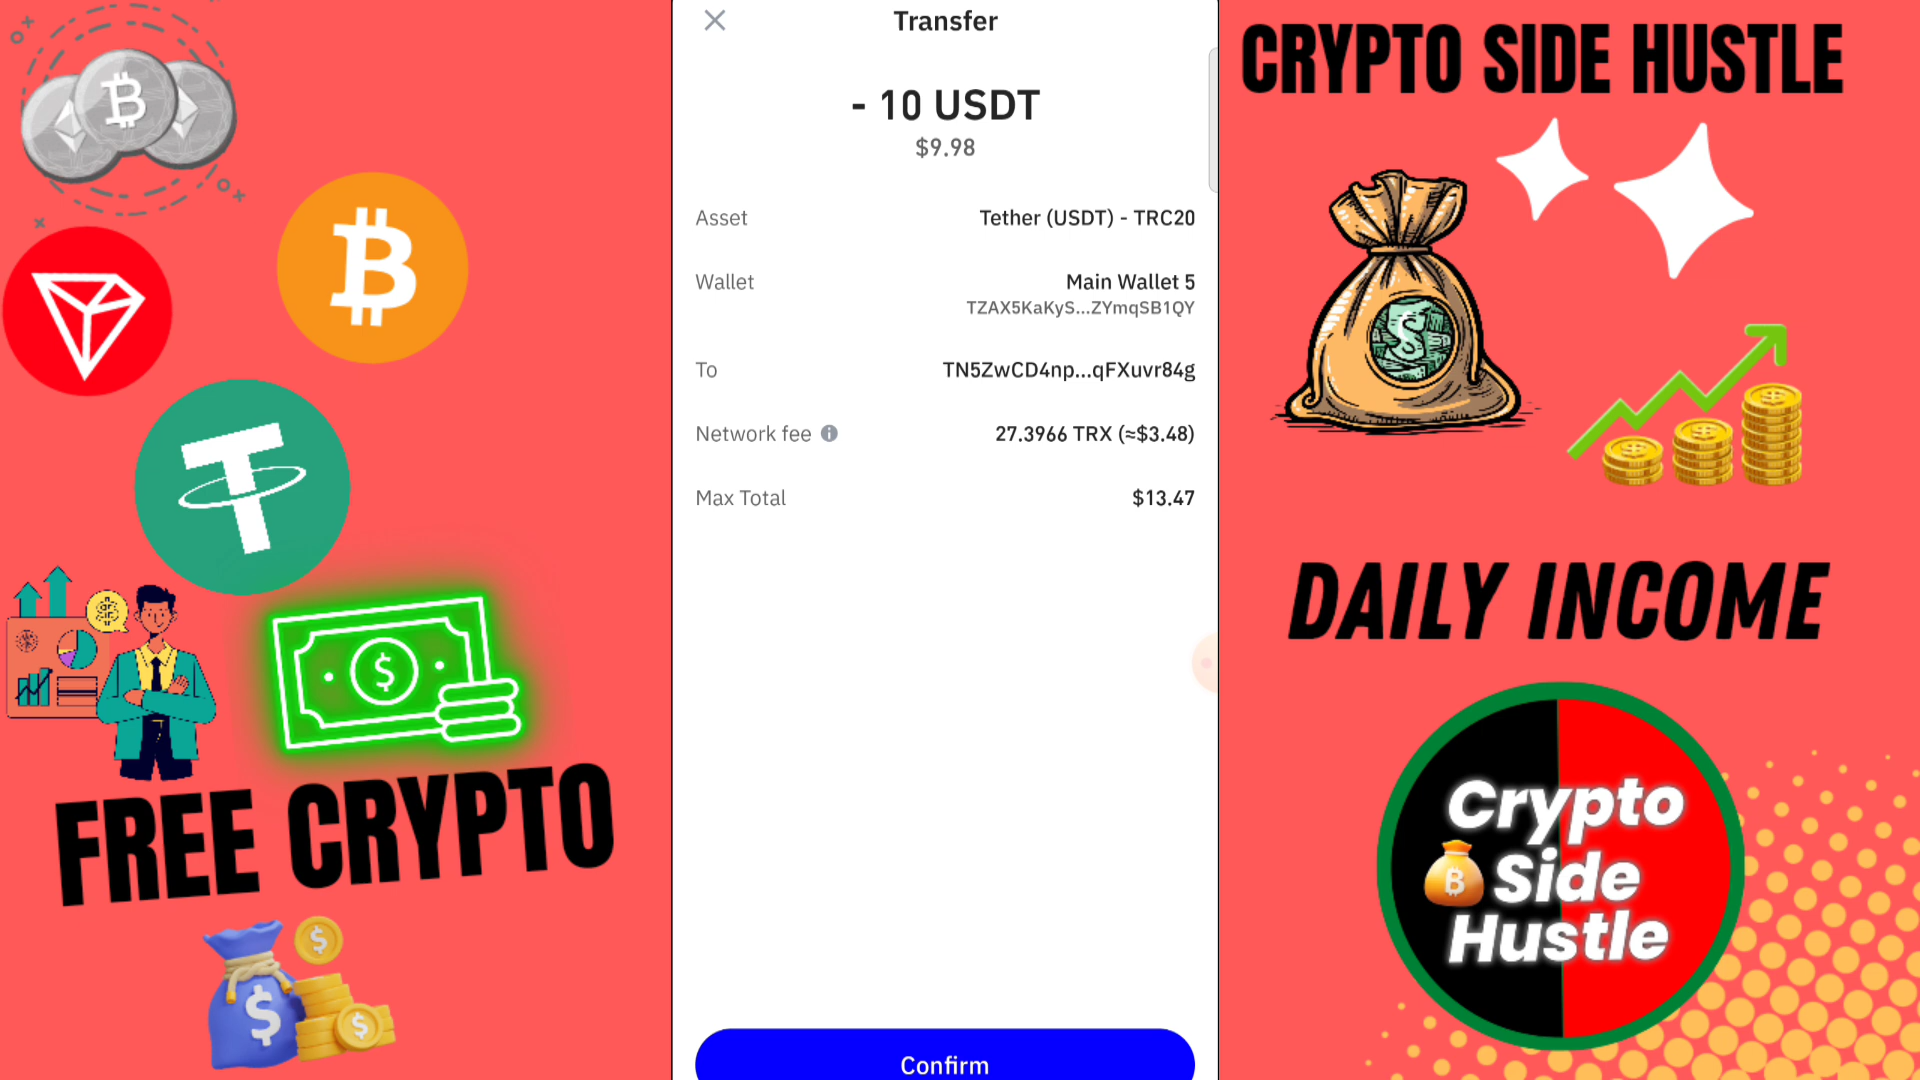 FREE CRYPTO
Transfer
- 10 USDT
$9.98
Asset Tether (USDT) - TRC20
Wallet Main Wallet 5
TZAX5KaKyS...ZYmqSB1QY
To TN5ZwCD4np...qFXuvr84g
Network fee 27.3966 TRX (≈$3.48)
Max Total $13.47
Confirm
CRYPTO SIDE HUSTLE
DAILY INCOME
Crypto
Side
Hustle